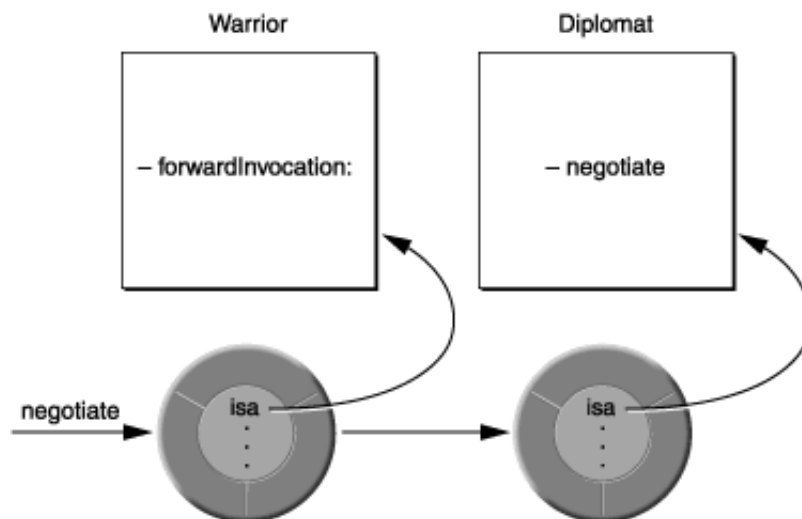 Warrior
Diplomat
– forwardInvocation:
– negotiate
negotiate
isa
isa